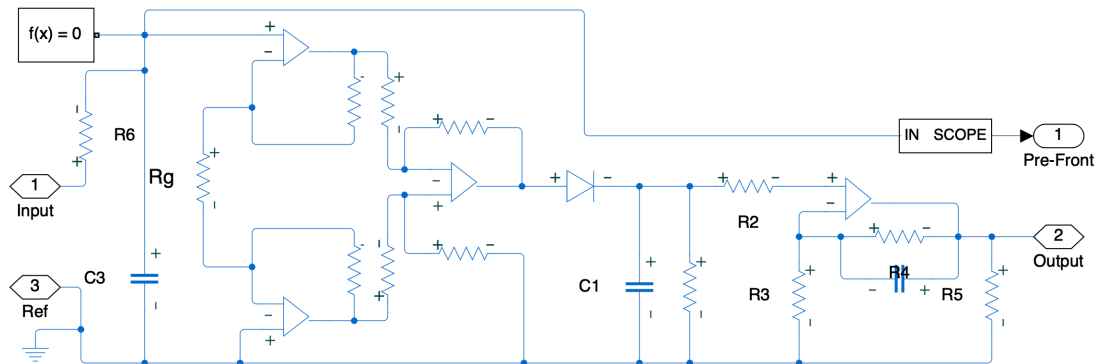 f(x) = 0
R6
IN SCOPE
1
Pre-Front
Rg
1
Input
R2
2
Output
3
Ref
C3
C1
R3
R4
R5